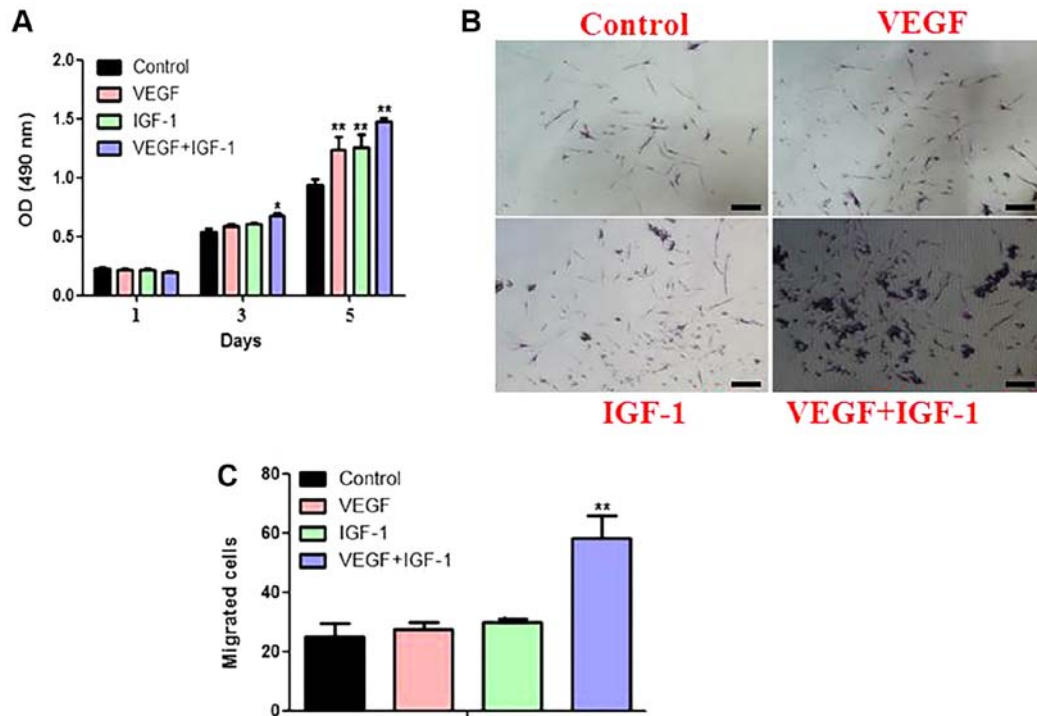 A
2.0
1.5
1.0
0.5
0.0
OD (490 nm)
Control
VEGF
IGF-1
VEGF+IGF-1
*
** ** **
1 3 5
Days
B
Control VEGF
IGF-1 VEGF+IGF-1
C
80
60
40
20
0
Migrated cells
Control
VEGF
IGF-1
VEGF+IGF-1
**